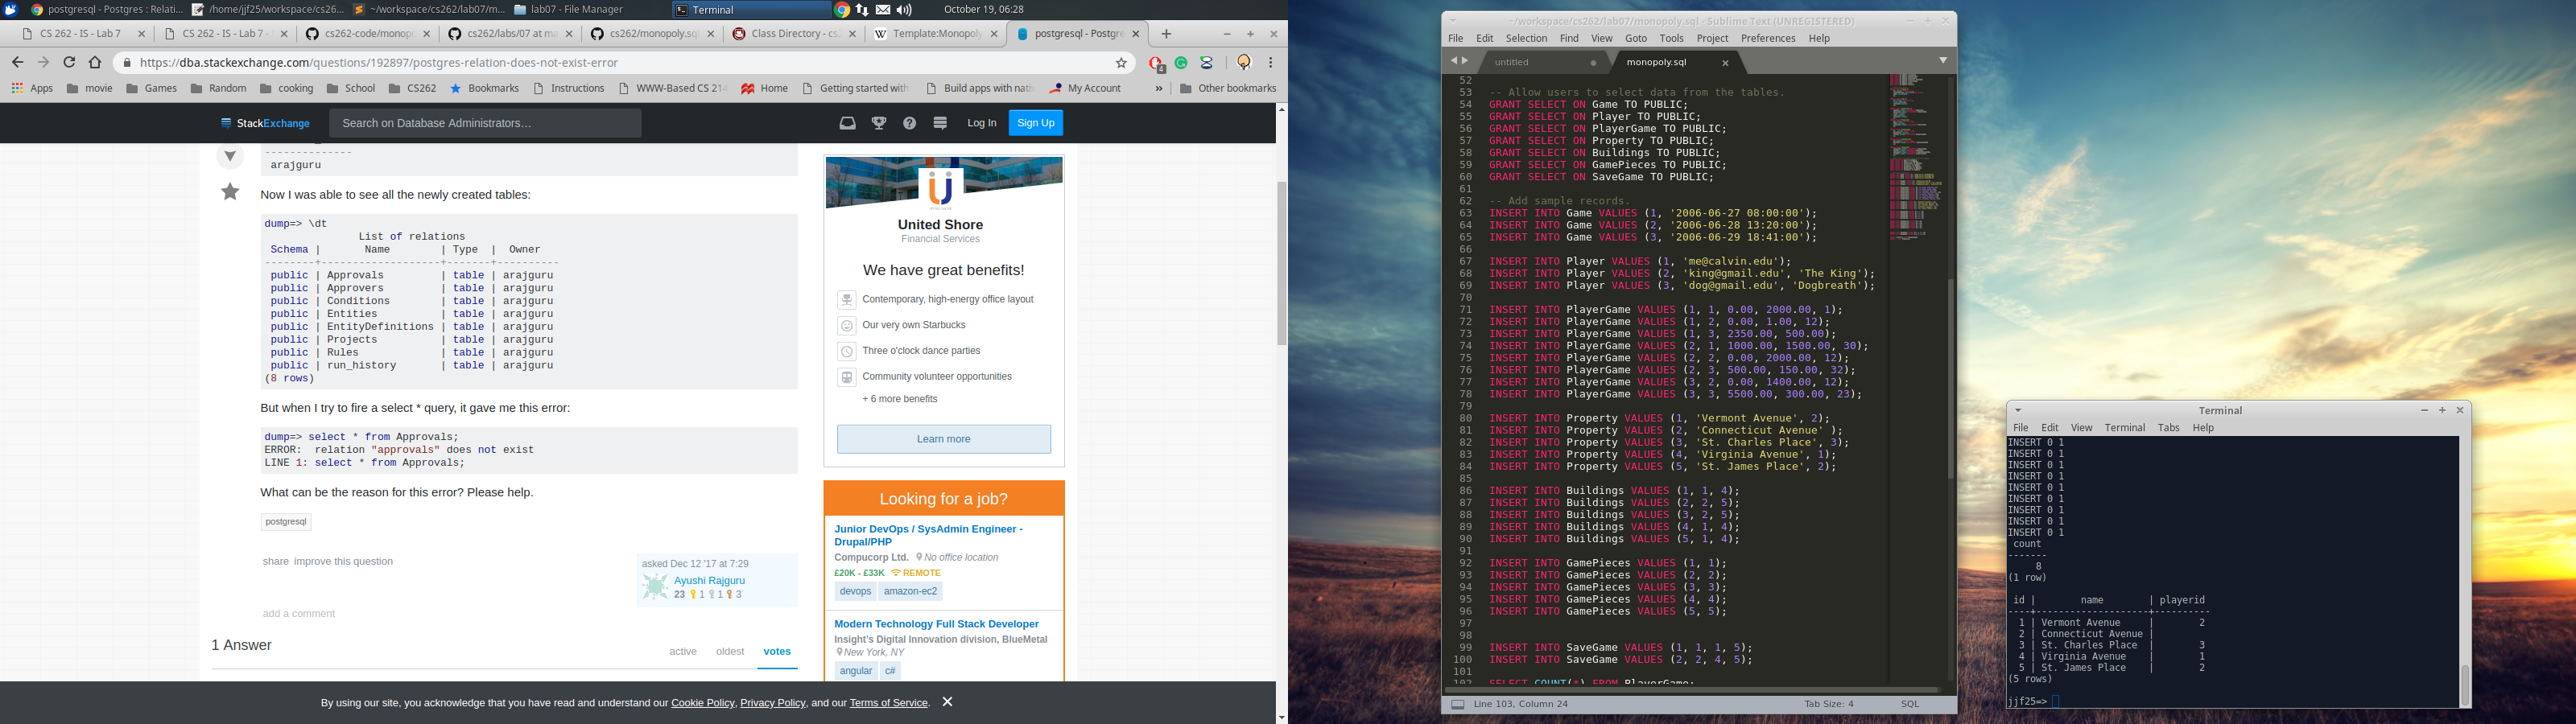 postgresql - Postgres : Relati...
/home/jjf25/workspace/cs26...
~/workspace/cs262/lab07/m...
lab07 - File Manager
Terminal
October 19, 06:28
CS 262 - IS - Lab 7
CS 262 - IS - Lab 7 -
cs262-code/monopo
cs262/labs/07 at ma
cs262/monopoly.sql
Class Directory - cs2
Template:Monopoly
postgresql - Postgre
https://dba.stackexchange.com/questions/192897/postgres-relation-does-not-exist-error
4
Apps
movie
Games
Random
cooking
School
CS262
Bookmarks
Instructions
WWW-Based CS 214
Home
Getting started with
Build apps with nati
My Account
»
Other bookmarks
StackExchange
Search on Database Administrators…
Log In
Sign Up
--------------
arajguru
Now I was able to see all the newly created tables:
dump=> \dt
List of relations
Schema | Name | Type | Owner
--------+-------------------+-------+----------
public | Approvals | table | arajguru
public | Approvers | table | arajguru
public | Conditions | table | arajguru
public | Entities | table | arajguru
public | EntityDefinitions | table | arajguru
public | Projects | table | arajguru
public | Rules | table | arajguru
public | run_history | table | arajguru
(8 rows)
But when I try to fire a select * query, it gave me this error:
dump=> select * from Approvals;
ERROR:  relation "approvals" does not exist
LINE 1: select * from Approvals;
What can be the reason for this error? Please help.
postgresql
share improve this question
asked Dec 12 '17 at 7:29
Ayushi Rajguru
23 1 1 3
add a comment
1 Answer
active oldest votes
United Shore
Financial Services
We have great benefits!
Contemporary, high-energy office layout
Our very own Starbucks
Three o'clock dance parties
Community volunteer opportunities
+ 6 more benefits
Learn more
Looking for a job?
Junior DevOps / SysAdmin Engineer -
Drupal/PHP
Compucorp Ltd. No office location
£20K - £33K REMOTE
devops amazon-ec2
Modern Technology Full Stack Developer
Insight's Digital Innovation division, BlueMetal
New York, NY
angular c#
By using our site, you acknowledge that you have read and understand our Cookie Policy, Privacy Policy, and our Terms of Service.
~/workspace/cs262/lab07/monopoly.sql - Sublime Text (UNREGISTERED)
File Edit Selection Find View Goto Tools Project Preferences Help
untitled
monopoly.sql
52
53 -- Allow users to select data from the tables.
54 GRANT SELECT ON Game TO PUBLIC;
55 GRANT SELECT ON Player TO PUBLIC;
56 GRANT SELECT ON PlayerGame TO PUBLIC;
57 GRANT SELECT ON Property TO PUBLIC;
58 GRANT SELECT ON Buildings TO PUBLIC;
59 GRANT SELECT ON GamePieces TO PUBLIC;
60 GRANT SELECT ON SaveGame TO PUBLIC;
61
62 -- Add sample records.
63 INSERT INTO Game VALUES (1, '2006-06-27 08:00:00');
64 INSERT INTO Game VALUES (2, '2006-06-28 13:20:00');
65 INSERT INTO Game VALUES (3, '2006-06-29 18:41:00');
66
67 INSERT INTO Player VALUES (1, 'me@calvin.edu');
68 INSERT INTO Player VALUES (2, 'king@gmail.edu', 'The King');
69 INSERT INTO Player VALUES (3, 'dog@gmail.edu', 'Dogbreath');
70
71 INSERT INTO PlayerGame VALUES (1, 1, 0.00, 2000.00, 1);
72 INSERT INTO PlayerGame VALUES (1, 2, 0.00, 1.00, 12);
73 INSERT INTO PlayerGame VALUES (1, 3, 2350.00, 500.00);
74 INSERT INTO PlayerGame VALUES (2, 1, 1000.00, 1500.00, 30);
75 INSERT INTO PlayerGame VALUES (2, 2, 0.00, 2000.00, 12);
76 INSERT INTO PlayerGame VALUES (2, 3, 500.00, 150.00, 32);
77 INSERT INTO PlayerGame VALUES (3, 2, 0.00, 1400.00, 12);
78 INSERT INTO PlayerGame VALUES (3, 3, 5500.00, 300.00, 23);
79
80 INSERT INTO Property VALUES (1, 'Vermont Avenue', 2);
81 INSERT INTO Property VALUES (2, 'Connecticut Avenue' );
82 INSERT INTO Property VALUES (3, 'St. Charles Place', 3);
83 INSERT INTO Property VALUES (4, 'Virginia Avenue', 1);
84 INSERT INTO Property VALUES (5, 'St. James Place', 2);
85
86 INSERT INTO Buildings VALUES (1, 1, 4);
87 INSERT INTO Buildings VALUES (2, 2, 5);
88 INSERT INTO Buildings VALUES (3, 2, 5);
89 INSERT INTO Buildings VALUES (4, 1, 4);
90 INSERT INTO Buildings VALUES (5, 1, 4);
91
92 INSERT INTO GamePieces VALUES (1, 1);
93 INSERT INTO GamePieces VALUES (2, 2);
94 INSERT INTO GamePieces VALUES (3, 3);
95 INSERT INTO GamePieces VALUES (4, 4);
96 INSERT INTO GamePieces VALUES (5, 5);
97
98
99 INSERT INTO SaveGame VALUES (1, 1, 1, 5);
100 INSERT INTO SaveGame VALUES (2, 2, 4, 5);
101
102 SELECT COUNT(*) FROM PlayerGame;
Line 103, Column 24
Tab Size: 4
SQL
Terminal
File Edit View Terminal Tabs Help
INSERT 0 1
INSERT 0 1
INSERT 0 1
INSERT 0 1
INSERT 0 1
INSERT 0 1
INSERT 0 1
INSERT 0 1
INSERT 0 1
count
-------
8
(1 row)
id | name | playerid
----+--------------------+----------
1 | Vermont Avenue | 2
2 | Connecticut Avenue |
3 | St. Charles Place | 3
4 | Virginia Avenue | 1
5 | St. James Place | 2
(5 rows)
jjf25=>